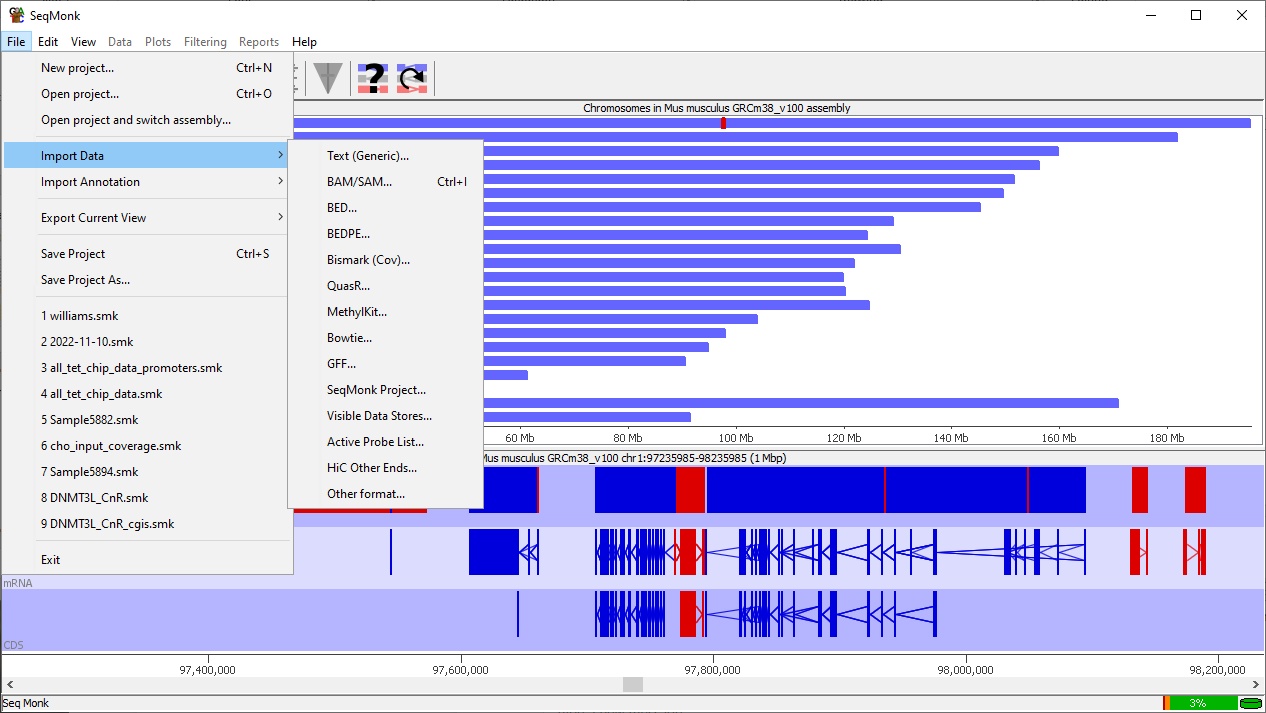 SeqMonk
File Edit View Data Plots Filtering Reports Help
New project... Ctrl+N
Open project... Ctrl+O
Open project and switch assembly...
Import Data
Import Annotation
Export Current View
Save Project Ctrl+S
Save Project As...
1 williams.smk
2 2022-11-10.smk
3 all_tet_chip_data_promoters.smk
4 all_tet_chip_data.smk
5 Sample5882.smk
6 cho_input_coverage.smk
7 Sample5894.smk
8 DNMT3L_CnR.smk
9 DNMT3L_CnR_cgis.smk
Exit
Text (Generic)...
BAM/SAM... Ctrl+I
BED...
BEDPE...
Bismark (Cov)...
QuasR...
MethylKit...
Bowtie...
GFF...
SeqMonk Project...
Visible Data Stores...
Active Probe List...
HiC Other Ends...
Other format...
Chromosomes in Mus musculus GRCm38_v100 assembly
60 Mb 80 Mb 100 Mb 120 Mb 140 Mb 160 Mb 180 Mb
Mus musculus GRCm38_v100 chr1:97235985-98235985 (1 Mbp)
mRNA
CDS
97,400,000 97,600,000 97,800,000 98,000,000 98,200,000
Seq Monk 3%